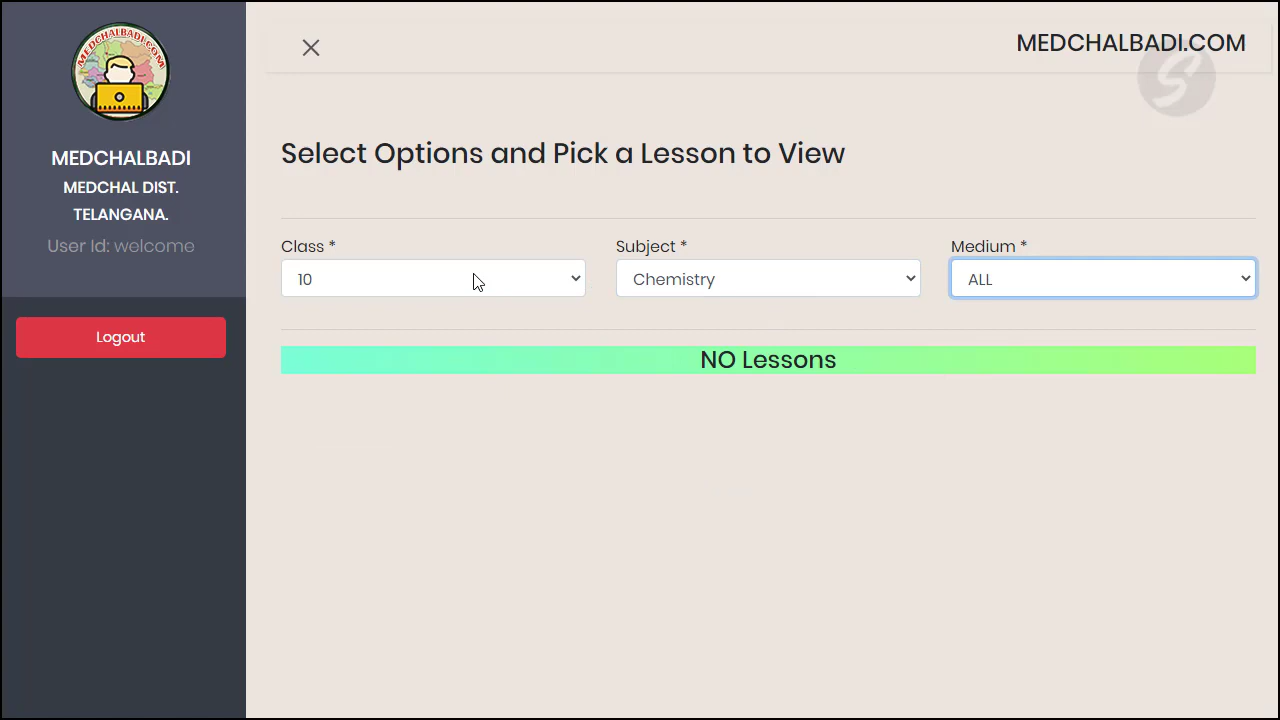 MEDCHALBADI.COM
MEDCHALBADI
MEDCHAL DIST.
TELANGANA.
User Id: welcome
Logout
MEDCHALBADI.COM
S
Select Options and Pick a Lesson to View
Class *
Subject *
Medium *
10
Chemistry
ALL
NO Lessons